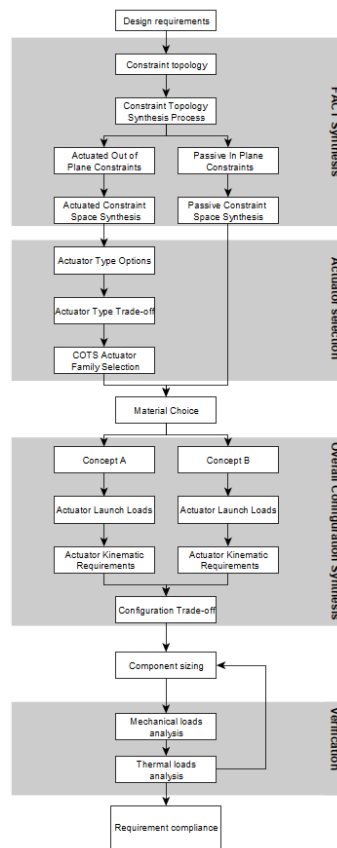 Design requirements
Constraint topology
Constraint Topology
Synthesis Process
Actuated Out of
Plane Constraints
Passive In Plane
Constraints
Actuated Constraint
Space Synthesis
Passive Constraint
Space Synthesis
FACT Synthesis
Actuator Type Options
Actuator Type Trade-off
COTS Actuator
Family Selection
Actuator selection
Material Choice
Concept A
Concept B
Actuator Launch Loads
Actuator Launch Loads
Actuator Kinematic
Requirements
Actuator Kinematic
Requirements
Configuration Trade-off
Overall Configuration Synthesis
Component sizing
Mechanical loads
analysis
Thermal loads
analysis
Verification
Requirement compliance